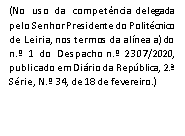 (No uso da competência delegada
pelo Senhor Presidente do Politécnico
de Leiria, nos termos da alínea a) do
n.º 1 do Despacho n.º 2307/2020,
publicado em Diário da República, 2.ª
Série, N.º 34, de 18 de fevereiro.)